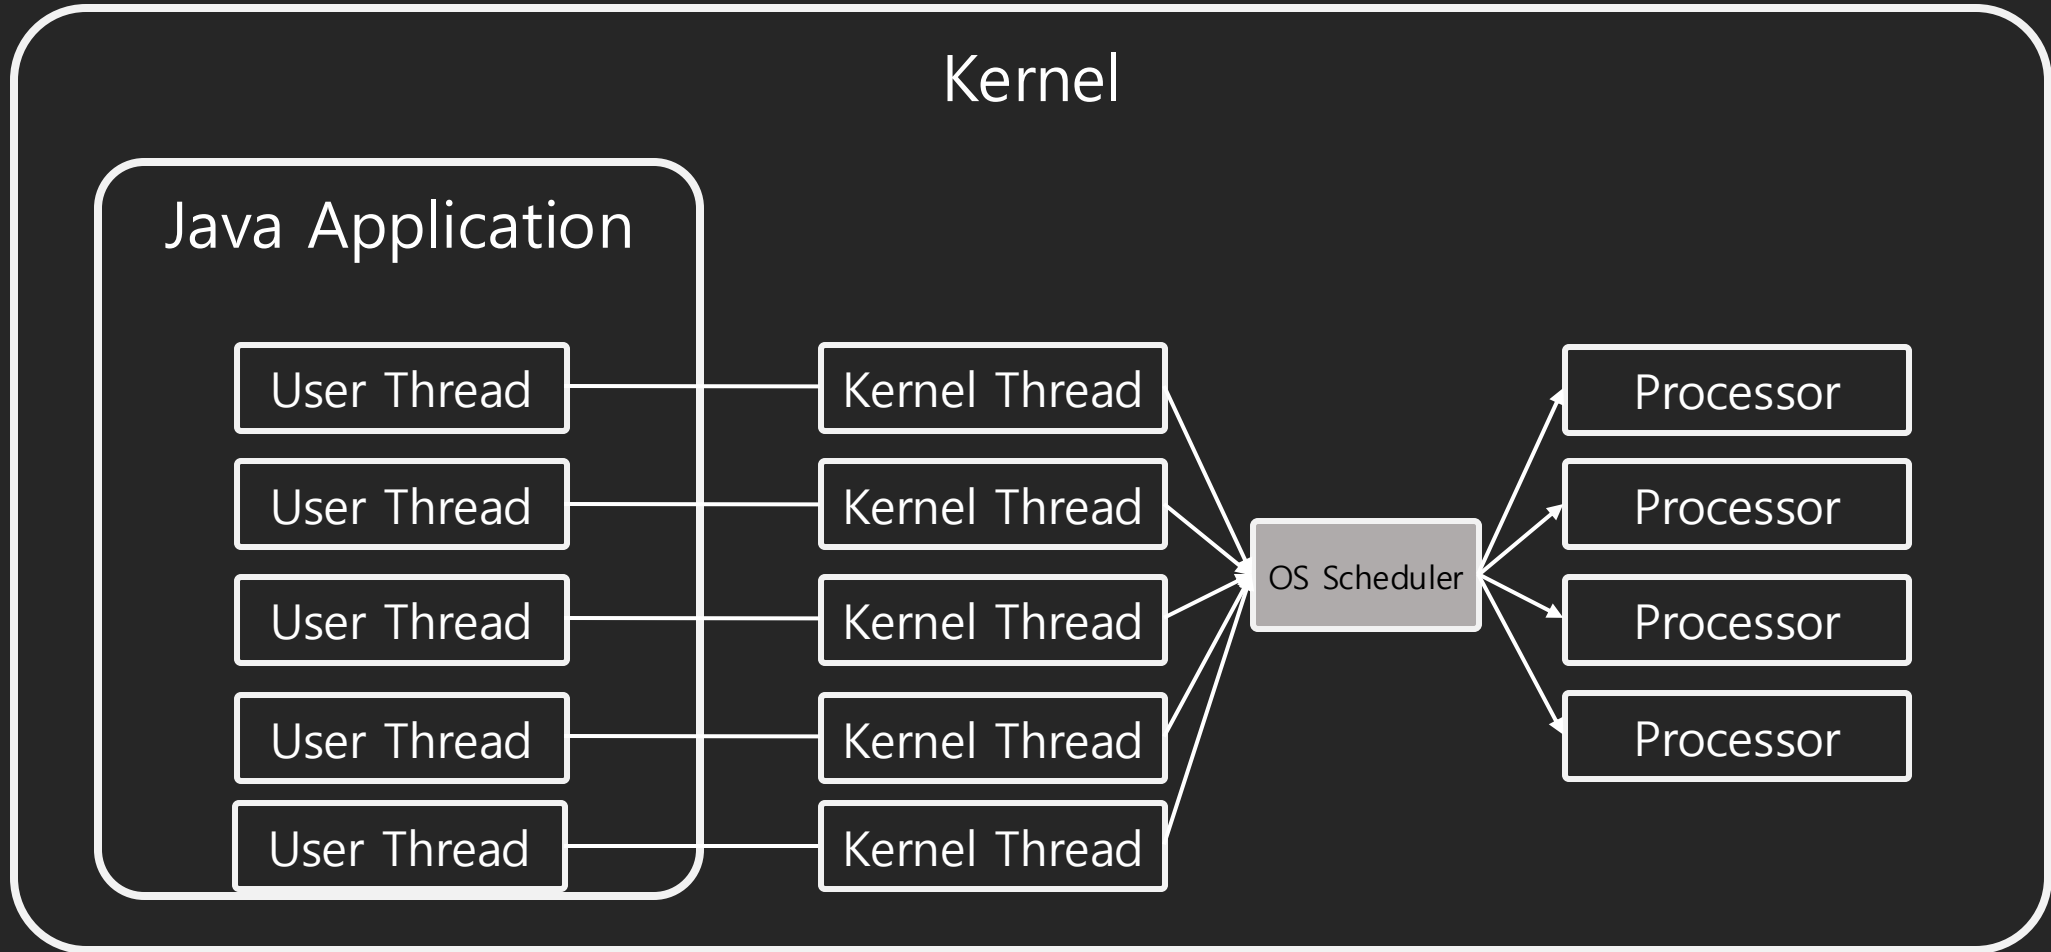 Kernel
Java Application
User Thread
Kernel Thread
Processor
User Thread
Kernel Thread
Processor
OS Scheduler
User Thread
Kernel Thread
Processor
User Thread
Kernel Thread
Processor
User Thread
Kernel Thread